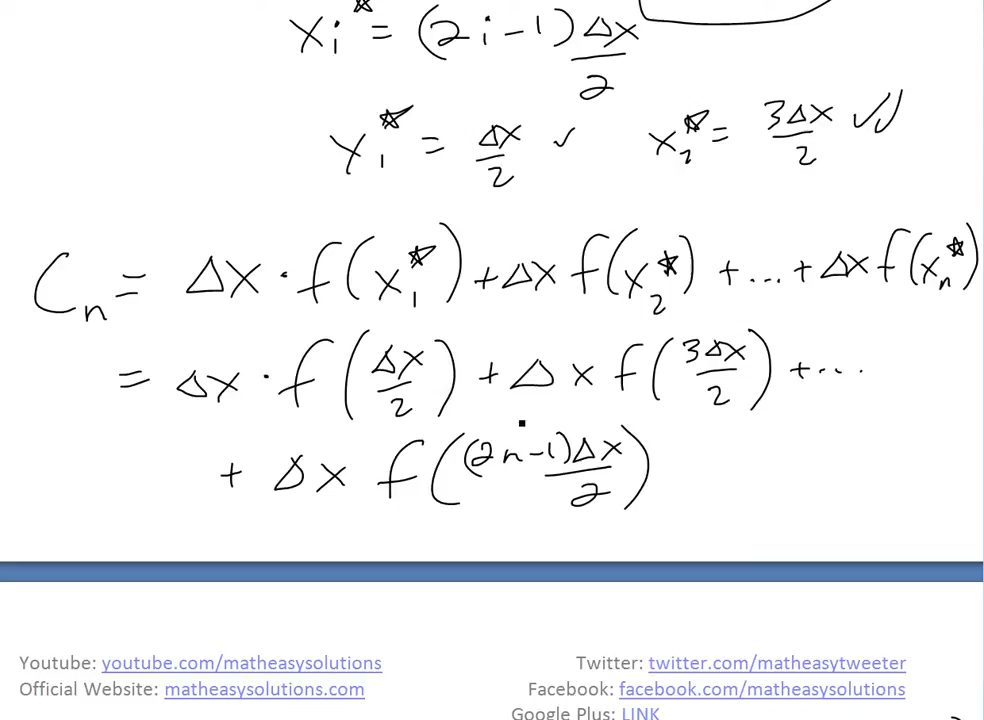 xi* = (2i-1)Δx/2
x1* = Δx/2 ✓ x2* = 3Δx/2 ✓✓
Cn = Δx · f(x1*) + Δx f(x2*) + ... + Δx f(xn*)
= Δx · f(Δx/2) + Δx f(3Δx/2) + ...
+ Δx f((2n-1)Δx/2)
Youtube: youtube.com/matheasysolutions Twitter: twitter.com/matheasytweeter
Official Website: matheasysolutions.com Facebook: facebook.com/matheasysolutions
Google Plus: LINK